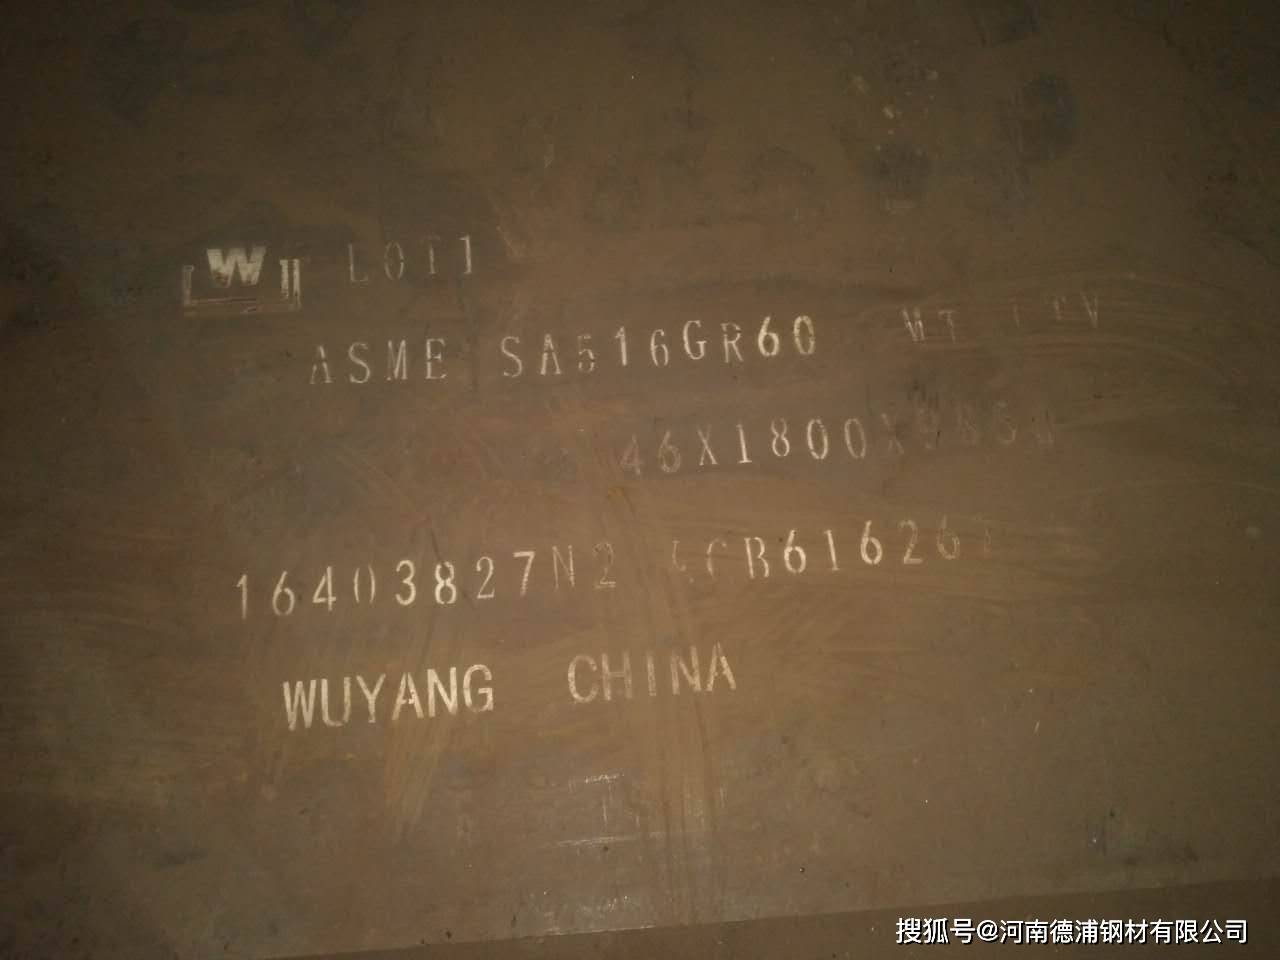 W LOT1
ASME SA516GR60
46X1800
16403827N2
WUYANG CHINA
搜狐号@河南德浦钢材有限公司